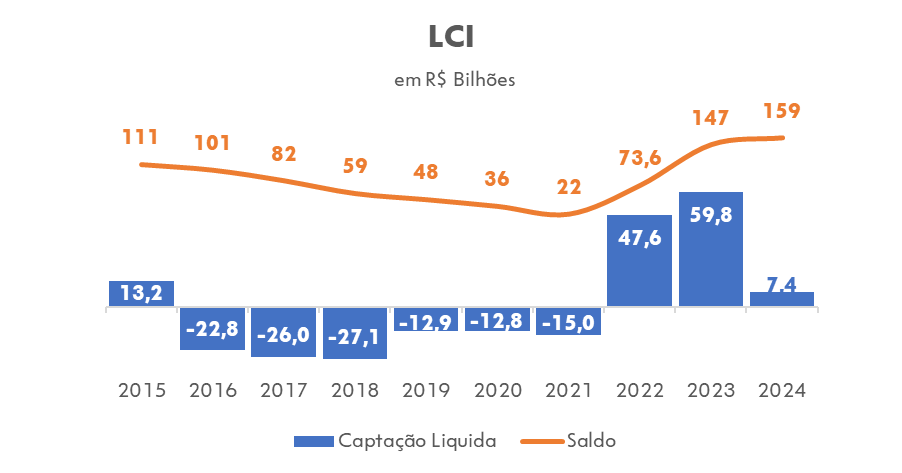 LCI
em R$ Bilhões
111 101 82 59 48 36 22 73,6 147 159
13,2 -22,8 -26,0 -27,1 -12,9 -12,8 -15,0 47,6 59,8 7,4
2015 2016 2017 2018 2019 2020 2021 2022 2023 2024
Captação Liquida Saldo